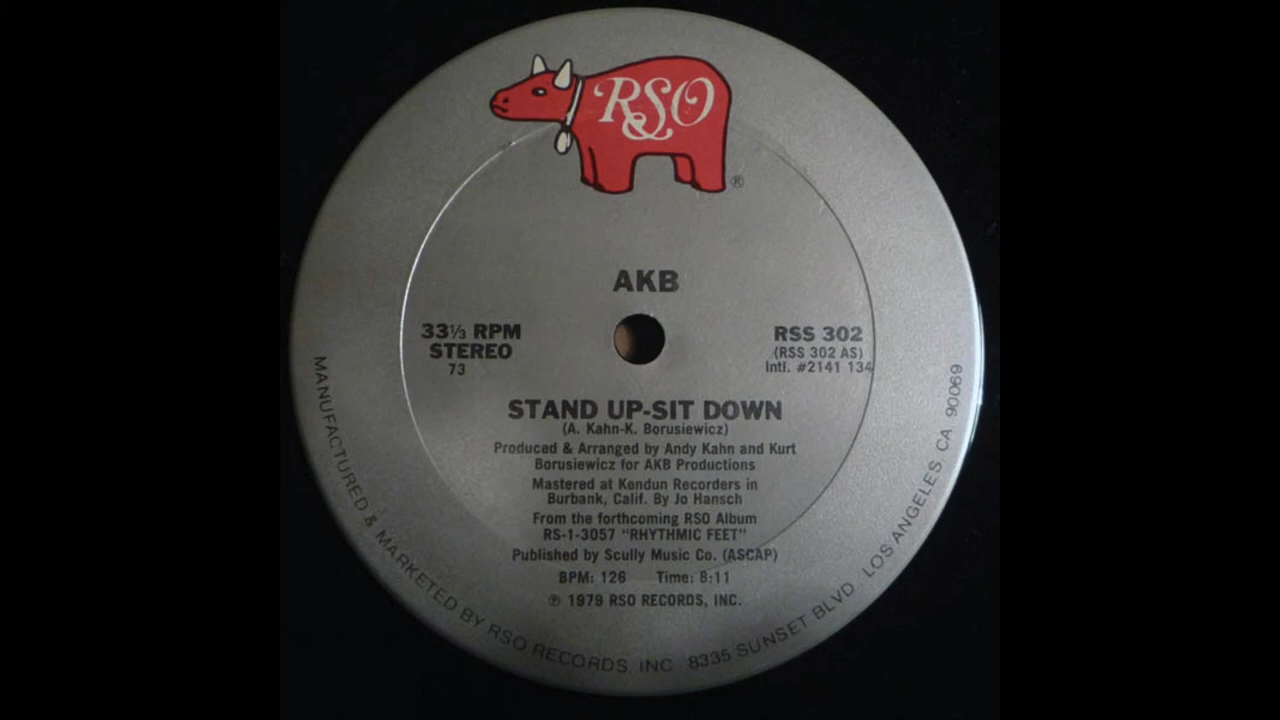 RSO
®
AKB
33⅓ RPM
STEREO
73
RSS 302
(RSS 302 AS)
Intl. #2141 134
STAND UP-SIT DOWN
(A. Kahn-K. Borusiewicz)
Produced & Arranged by Andy Kahn and Kurt
Borusiewicz for AKB Productions
Mastered at Kendun Recorders in
Burbank, Calif. By Jo Hansch
From the forthcoming RSO Album
RS-1-3057 "RHYTHMIC FEET"
Published by Scully Music Co. (ASCAP)
BPM: 126 Time: 8:11
℗ 1979 RSO RECORDS, INC.
MANUFACTURED & MARKETED BY RSO RECORDS, INC 8335 SUNSET BLVD LOS ANGELES, CA 90069